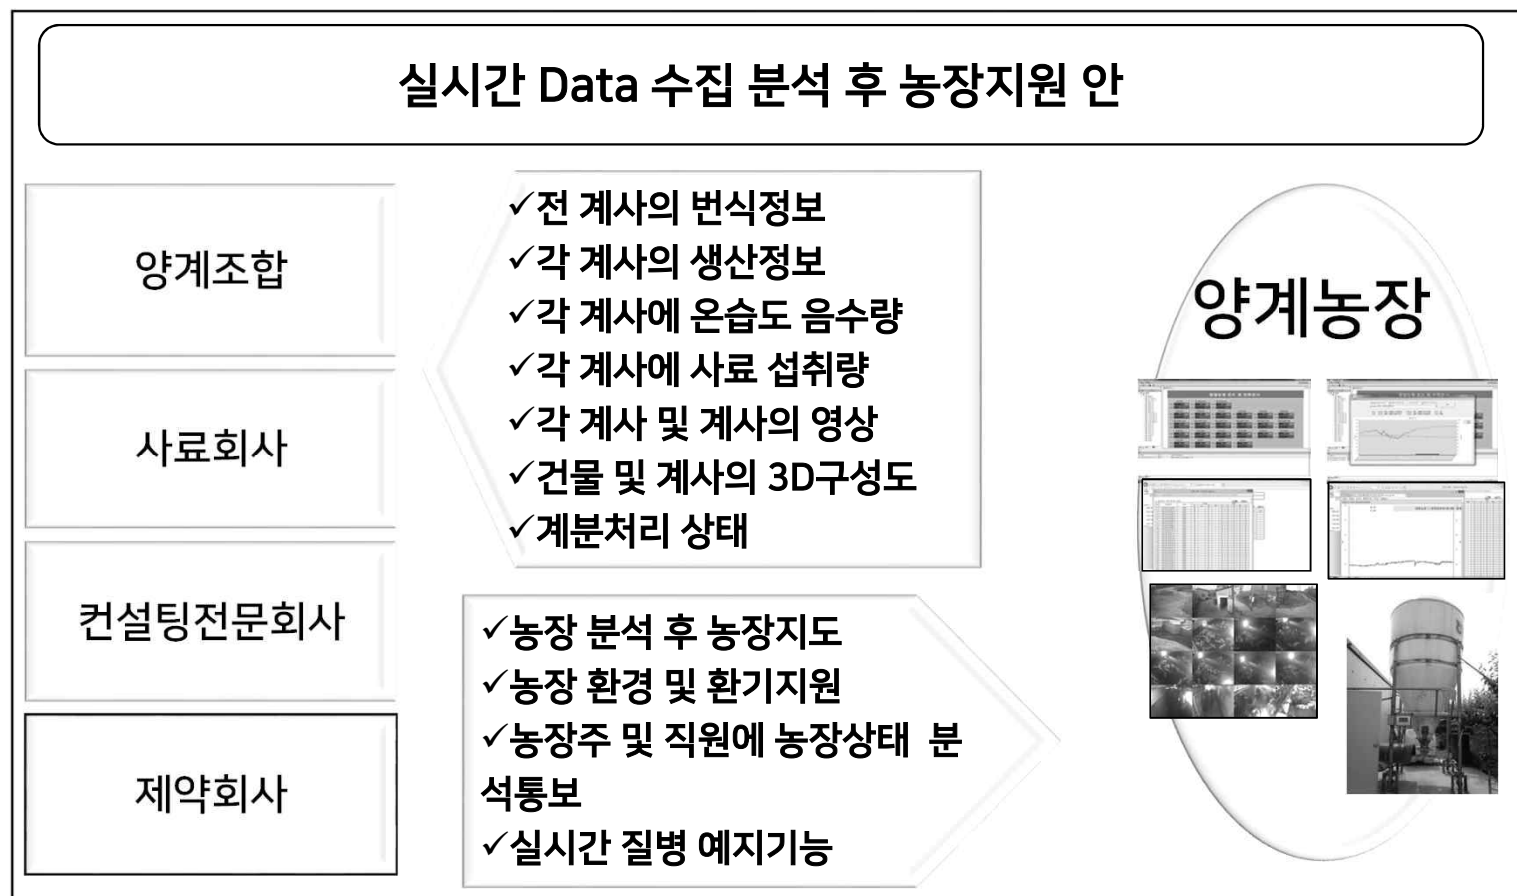 실시간 Data 수집 분석 후 농장지원 안
양계조합
사료회사
컨설팅전문회사
제약회사
✓전 계사의 번식정보
✓각 계사의 생산정보
✓각 계사에 온습도 음수량
✓각 계사에 사료 섭취량
✓각 계사 및 계사의 영상
✓건물 및 계사의 3D구성도
✓계분처리 상태
✓농장 분석 후 농장지도
✓농장 환경 및 환기지원
✓농장주 및 직원에 농장상태 분
석통보
✓실시간 질병 예지기능
양계농장